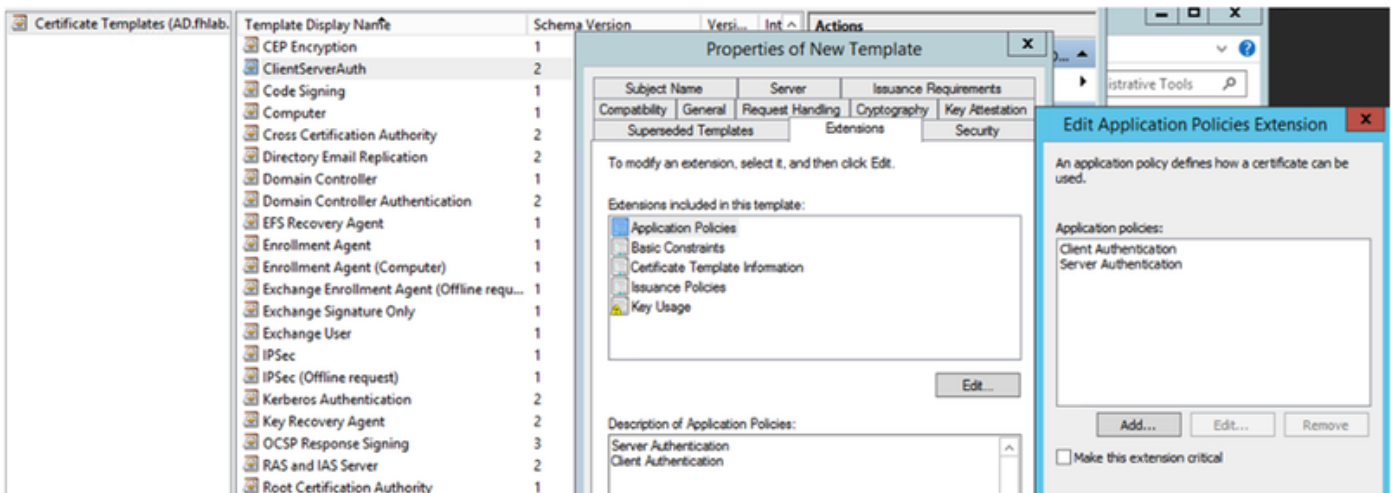 Certificate Templates (AD.fhlab.
Template Display Name Schema Version Versi... Int
CEP Encryption 1
ClientServerAuth 2
Code Signing 1
Computer 1
Cross Certification Authority 2
Directory Email Replication 2
Domain Controller 1
Domain Controller Authentication 2
EFS Recovery Agent 1
Enrollment Agent 1
Enrollment Agent (Computer) 1
Exchange Enrollment Agent (Offline requ... 1
Exchange Signature Only 1
Exchange User 1
IPSec 1
IPSec (Offline request) 1
Kerberos Authentication 2
Key Recovery Agent 2
OCSP Response Signing 3
RAS and IAS Server 2
Root Certification Authority 1
Actions
Properties of New Template x
Subject Name Server Issuance Requirements
Compatibility General Request Handling Cryptography Key Attestation
Superseded Templates Extensions Security
To modify an extension, select it, and then click Edit.
Extensions included in this template:
Application Policies
Basic Constraints
Certificate Template Information
Issuance Policies
Key Usage
Edit...
Description of Application Policies:
Server Authentication
Client Authentication
x
?
istrative Tools
Edit Application Policies Extension x
An application policy defines how a certificate can be
used.
Application policies:
Client Authentication
Server Authentication
Add... Edit... Remove
Make this extension critical